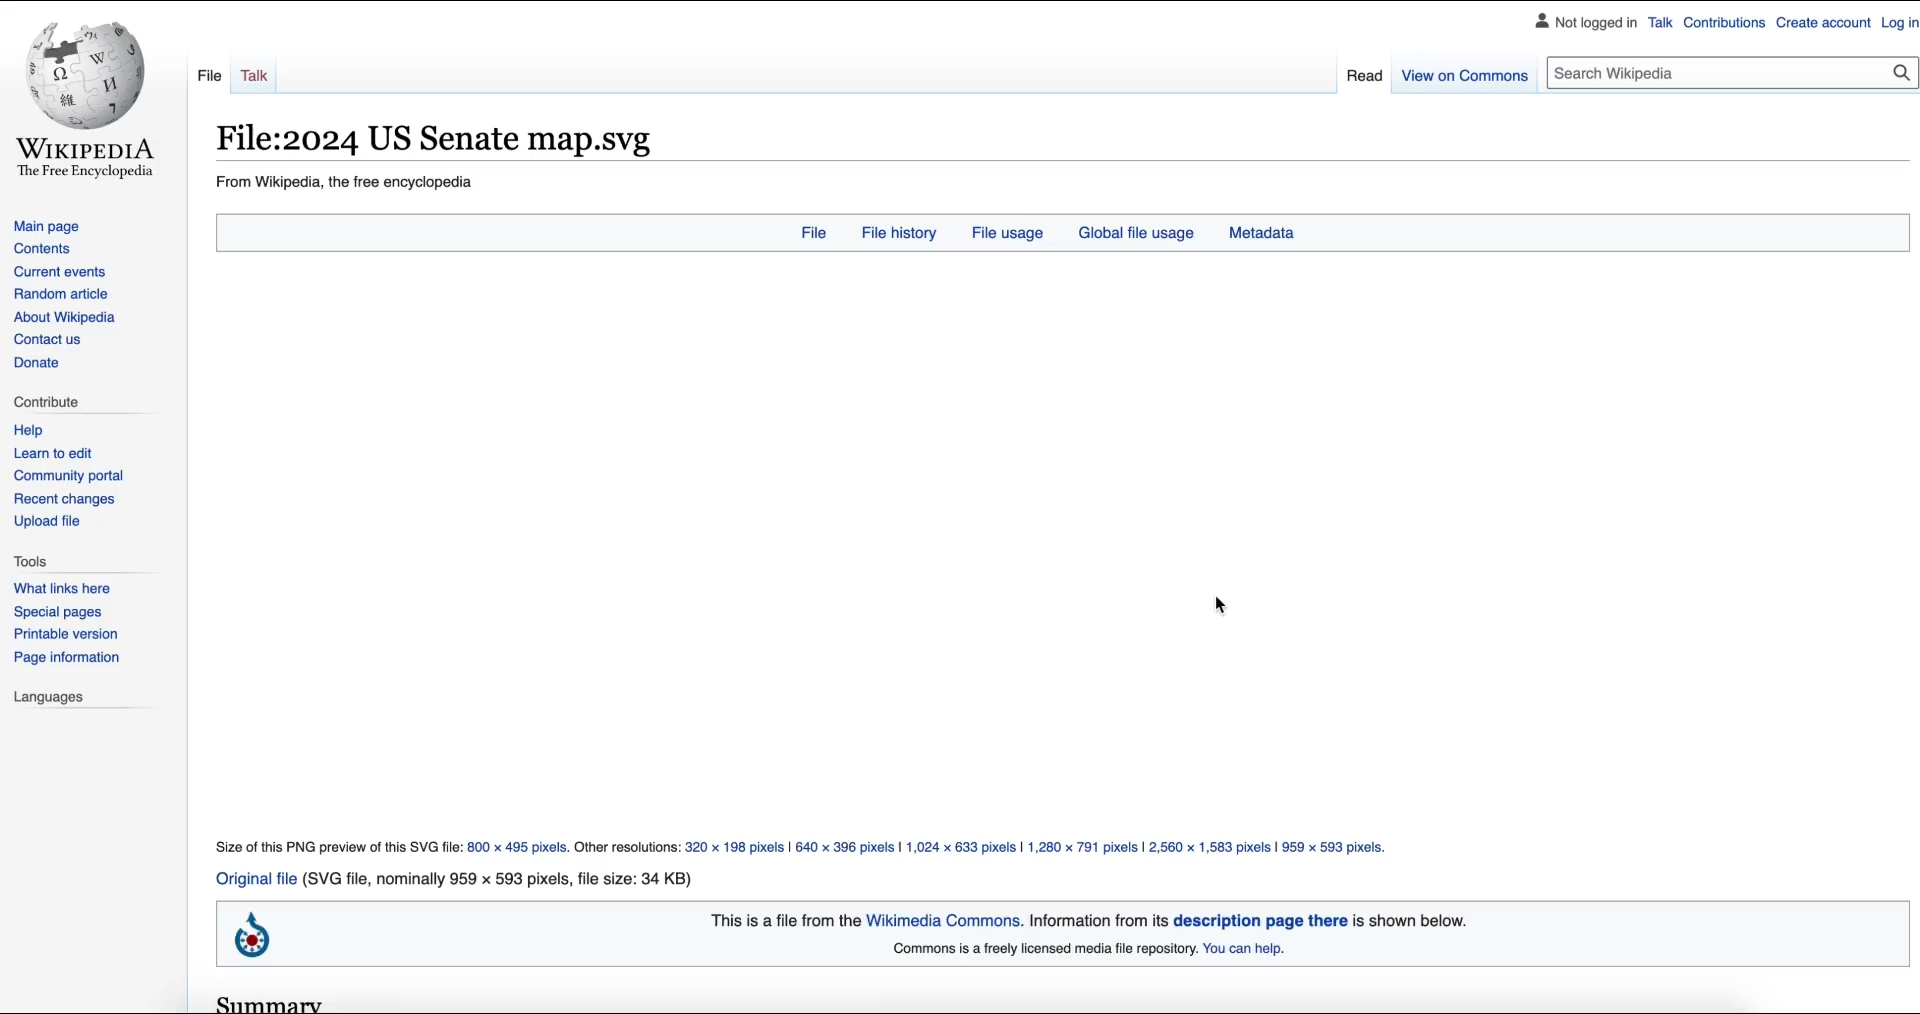 Not logged in Talk Contributions Create account Log in
File Talk Read View on Commons Search Wikipedia
Ω W И 維 7
WIKIPEDIA
The Free Encyclopedia
Main page
Contents
Current events
Random article
About Wikipedia
Contact us
Donate
Contribute
Help
Learn to edit
Community portal
Recent changes
Upload file
Tools
What links here
Special pages
Printable version
Page information
Languages
File:2024 US Senate map.svg
From Wikipedia, the free encyclopedia
File File history File usage Global file usage Metadata
Size of this PNG preview of this SVG file: 800 × 495 pixels. Other resolutions: 320 × 198 pixels | 640 × 396 pixels | 1,024 × 633 pixels | 1,280 × 791 pixels | 2,560 × 1,583 pixels | 959 × 593 pixels.
Original file (SVG file, nominally 959 × 593 pixels, file size: 34 KB)
This is a file from the Wikimedia Commons. Information from its description page there is shown below.
Commons is a freely licensed media file repository. You can help.
Summary